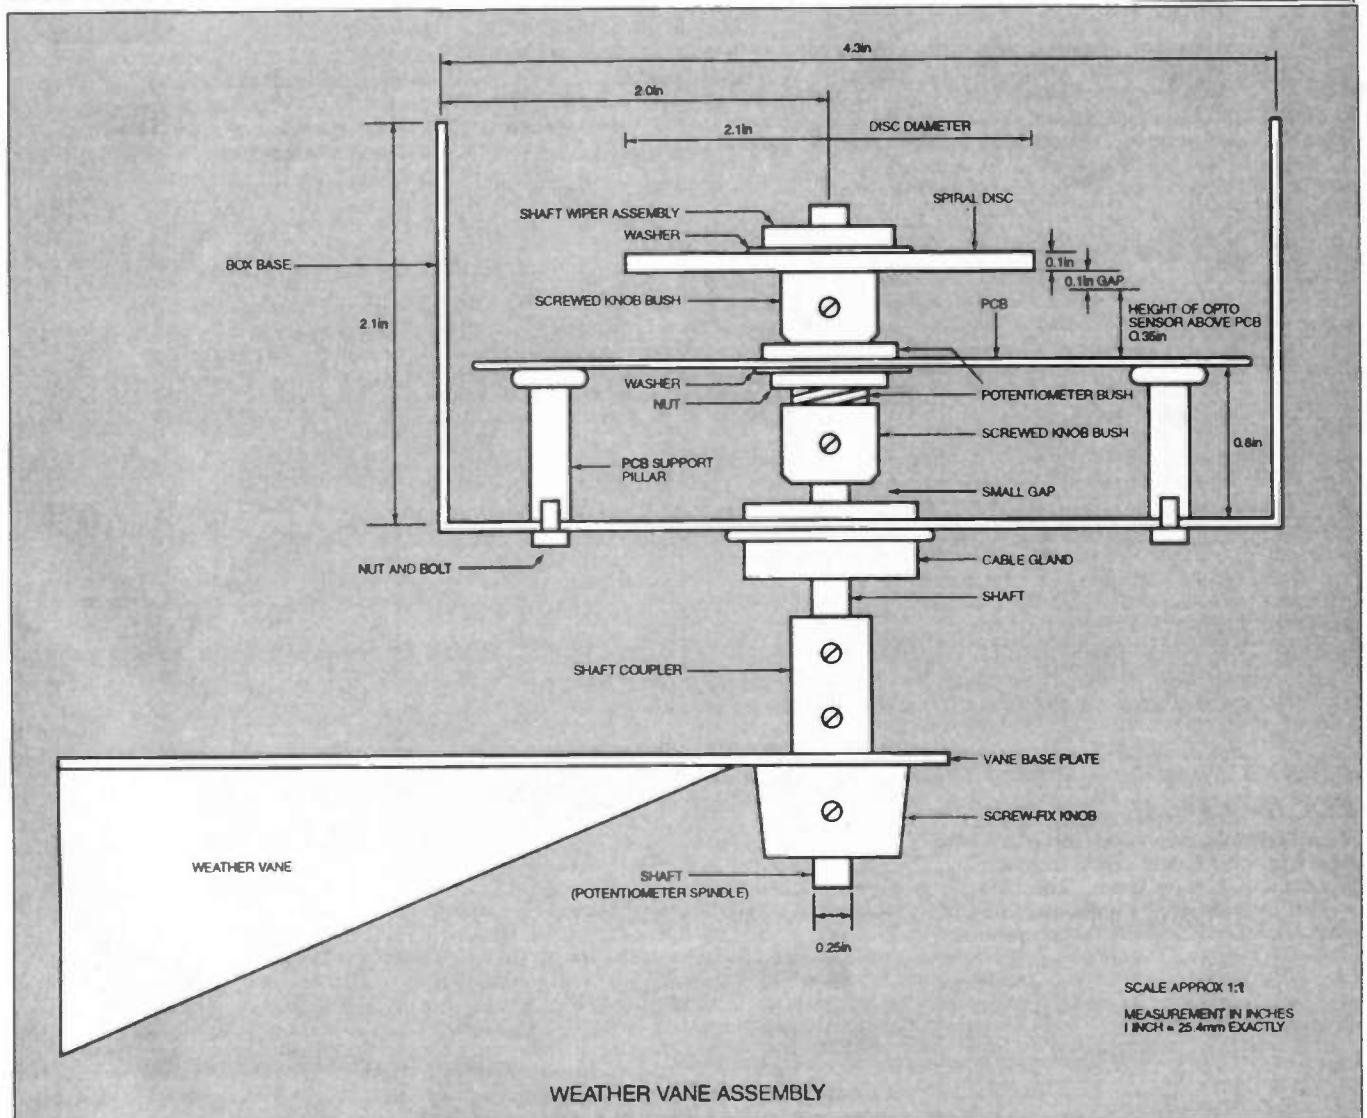 4.3in
2.0in
2.1in
DISC DIAMETER
SPIRAL DISC
SHAFT WIPER ASSEMBLY
WASHER
BOX BASE
0.1in
0.1in GAP
SCREWED KNOB BUSH
PCB
HEIGHT OF OPTO
SENSOR ABOVE PCB
0.35in
2.1in
WASHER
NUT
POTENTIOMETER BUSH
SCREWED KNOB BUSH
0.8in
PCB SUPPORT
PILLAR
SMALL GAP
NUT AND BOLT
CABLE GLAND
SHAFT
SHAFT COUPLER
VANE BASE PLATE
SCREW-FIX KNOB
WEATHER VANE
SHAFT
(POTENTIOMETER SPINDLE)
0.25in
SCALE APPROX 1:1
MEASUREMENT IN INCHES
1 INCH = 25.4mm EXACTLY
WEATHER VANE ASSEMBLY